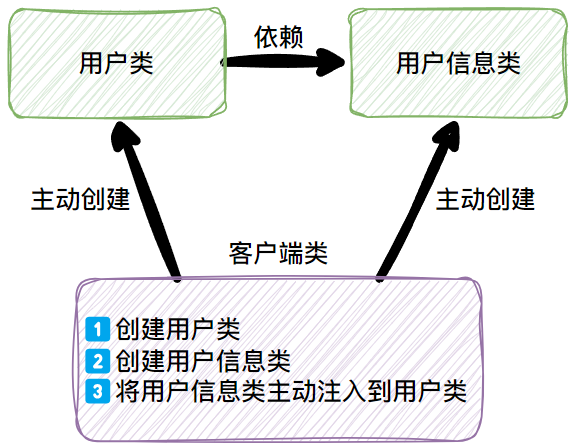 依赖
用户类
用户信息类
主动创建
主动创建
客户端类
1 创建用户类
2 创建用户信息类
3 将用户信息类主动注入到用户类